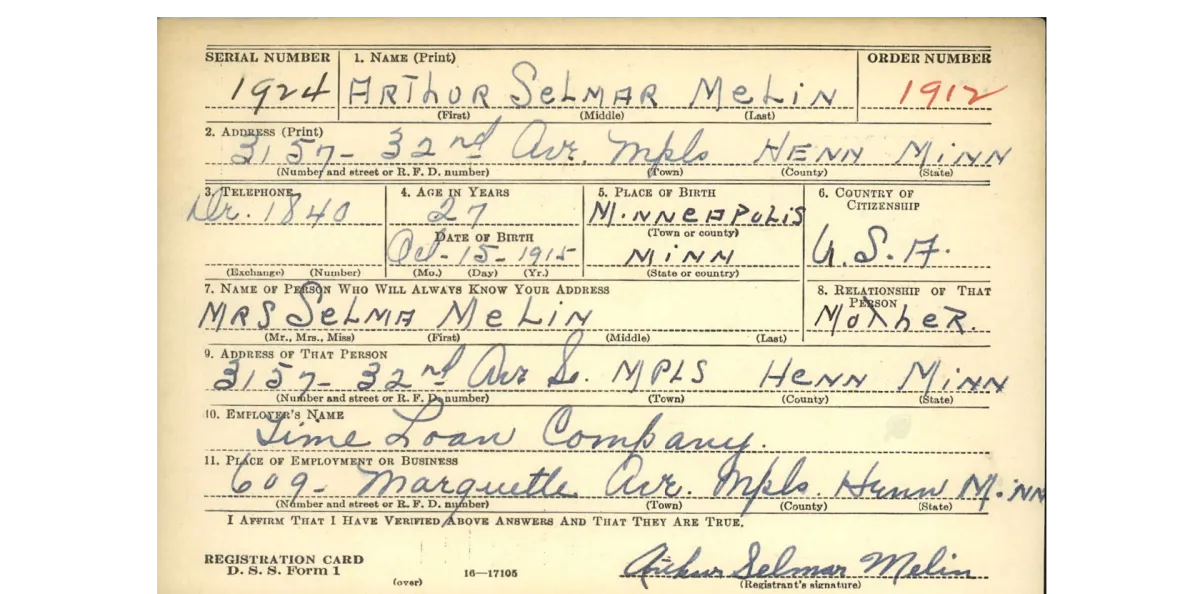 SERIAL NUMBER 1. NAME (Print) ORDER NUMBER
1924 ARThUR SeLMAR MeLiN 1912
(First) (Middle) (Last)
2. ADDRESS (Print)
3157- 32nd Ave. Mpls HENN MINN
(Number and street or R. F. D. number) (Town) (County) (State)
3. TELEPHONE 4. AGE IN YEARS 5. PLACE OF BIRTH 6. COUNTRY OF CITIZENSHIP
Dr. 1840 27 MiNNeAPOLiS
(Town or county)
DATE OF BIRTH
Oct-15-1915 MiNN U.S.A.
(Exchange) (Number) (Mo.) (Day) (Yr.) (State or country)
7. NAME OF PERSON WHO WILL ALWAYS KNOW YOUR ADDRESS 8. RELATIONSHIP OF THAT PERSON
MRS SeLMA MeLiN MotheR.
(Mr., Mrs., Miss) (First) (Middle) (Last)
9. ADDRESS OF THAT PERSON
3157- 32nd Ave So. MPLS HeNN MiNN
(Number and street or R. F. D. number) (Town) (County) (State)
10. EMPLOYER'S NAME
Time Loan Company.
11. PLACE OF EMPLOYMENT OR BUSINESS
609- Marquette Ave. Mpls. Henn MiNN
(Number and street or R. F. D. number) (Town) (County) (State)
I AFFIRM THAT I HAVE VERIFIED ABOVE ANSWERS AND THAT THEY ARE TRUE.
REGISTRATION CARD
D. S. S. Form 1 16—17105 Arthur Selmar Melin
(over) (Registrant's signature)